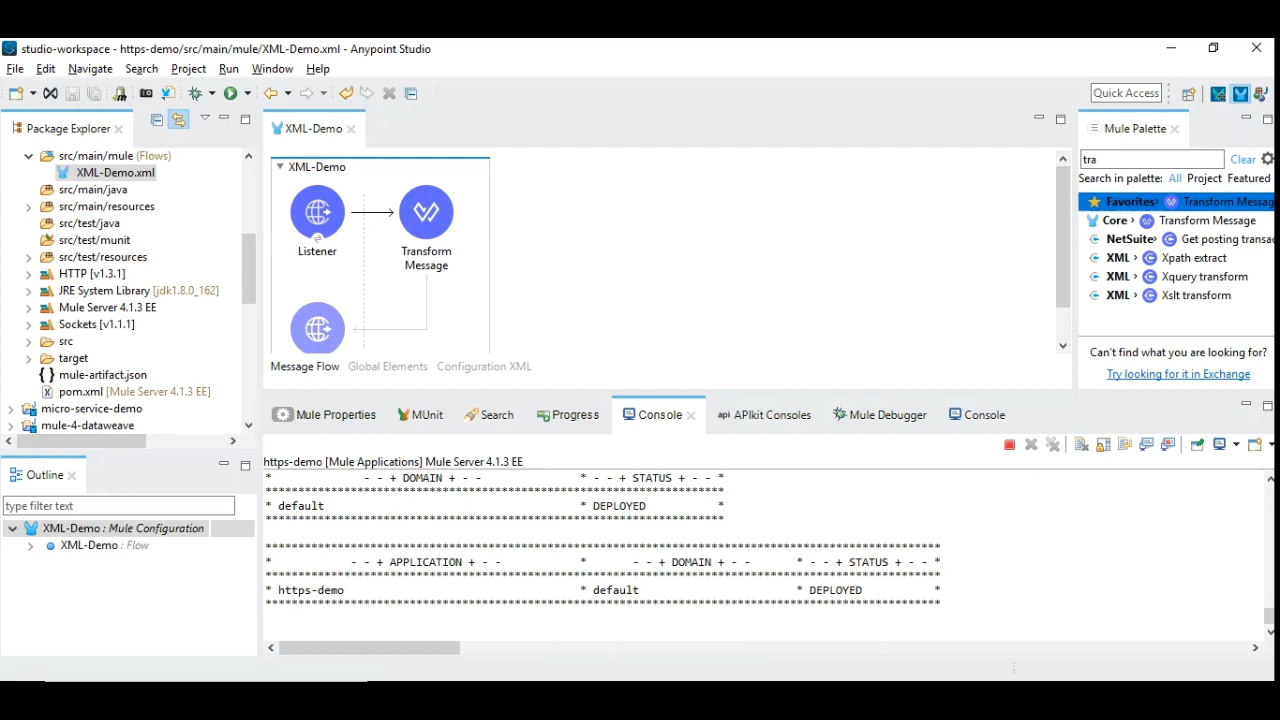 studio-workspace - https-demo/src/main/mule/XML-Demo.xml - Anypoint Studio
File Edit Navigate Search Project Run Window Help
Quick Access
Package Explorer
src/main/mule (Flows)
XML-Demo.xml
src/main/java
src/main/resources
src/test/java
src/test/munit
src/test/resources
HTTP [v1.3.1]
JRE System Library [jdk1.8.0_162]
Mule Server 4.1.3 EE
Sockets [v1.1.1]
src
target
mule-artifact.json
pom.xml [Mule Server 4.1.3 EE]
micro-service-demo
mule-4-dataweave
XML-Demo
XML-Demo
Listener
Transform
Message
Message Flow Global Elements Configuration XML
Mule Palette
tra
Clear
Search in palette: All Project Featured
Favorites> Transform Messag
Core > Transform Message
NetSuite> Get posting transac
XML > Xpath extract
XML > Xquery transform
XML > Xslt transform
Can't find what you are looking for?
Try looking for it in Exchange
Outline
type filter text
XML-Demo : Mule Configuration
XML-Demo : Flow
Mule Properties MUnit Search Progress Console API APIkit Consoles Mule Debugger Console
https-demo [Mule Applications] Mule Server 4.1.3 EE
* - - + DOMAIN + - - * - - + STATUS + - - *
**********************************************************************
* default * DEPLOYED *
**********************************************************************
*******************************************************************************************************
* - - + APPLICATION + - - * - - + DOMAIN + - - * - - + STATUS + - - *
*******************************************************************************************************
* https-demo * default * DEPLOYED *
*******************************************************************************************************